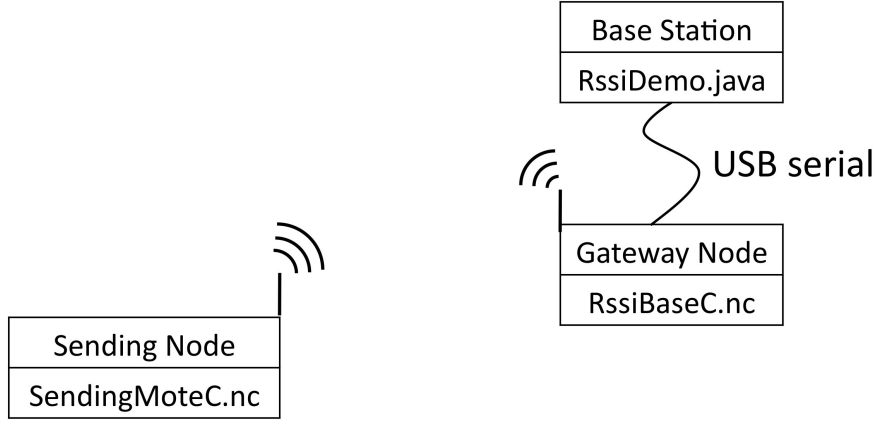 Base Station
RssiDemo.java
USB serial
Gateway Node
RssiBaseC.nc
Sending Node
SendingMoteC.nc